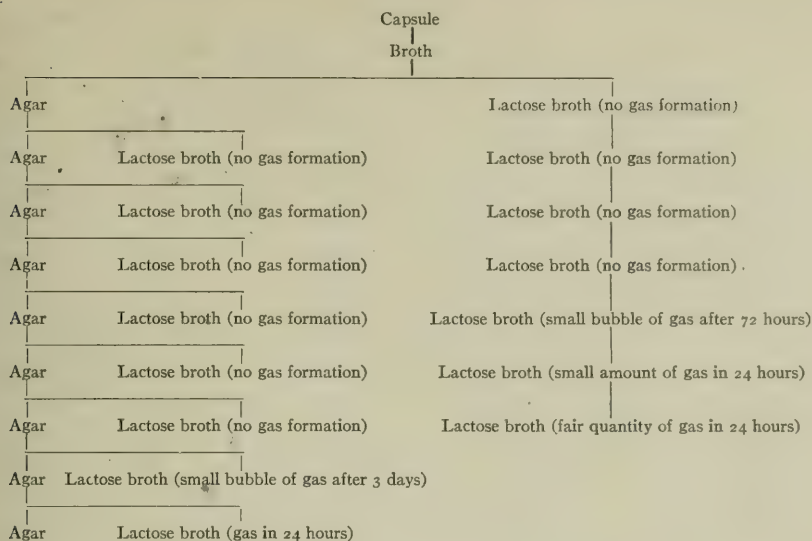 Capsule
Broth
Agar Lactose broth (no gas formation)
Agar Lactose broth (no gas formation) Lactose broth (no gas formation)
Agar Lactose broth (no gas formation) Lactose broth (no gas formation)
Agar Lactose broth (no gas formation) Lactose broth (no gas formation)
Agar Lactose broth (no gas formation) Lactose broth (small bubble of gas after 72 hours)
Agar Lactose broth (no gas formation) Lactose broth (small amount of gas in 24 hours)
Agar Lactose broth (no gas formation) Lactose broth (fair quantity of gas in 24 hours)
Agar Lactose broth (small bubble of gas after 3 days)
Agar Lactose broth (gas in 24 hours)